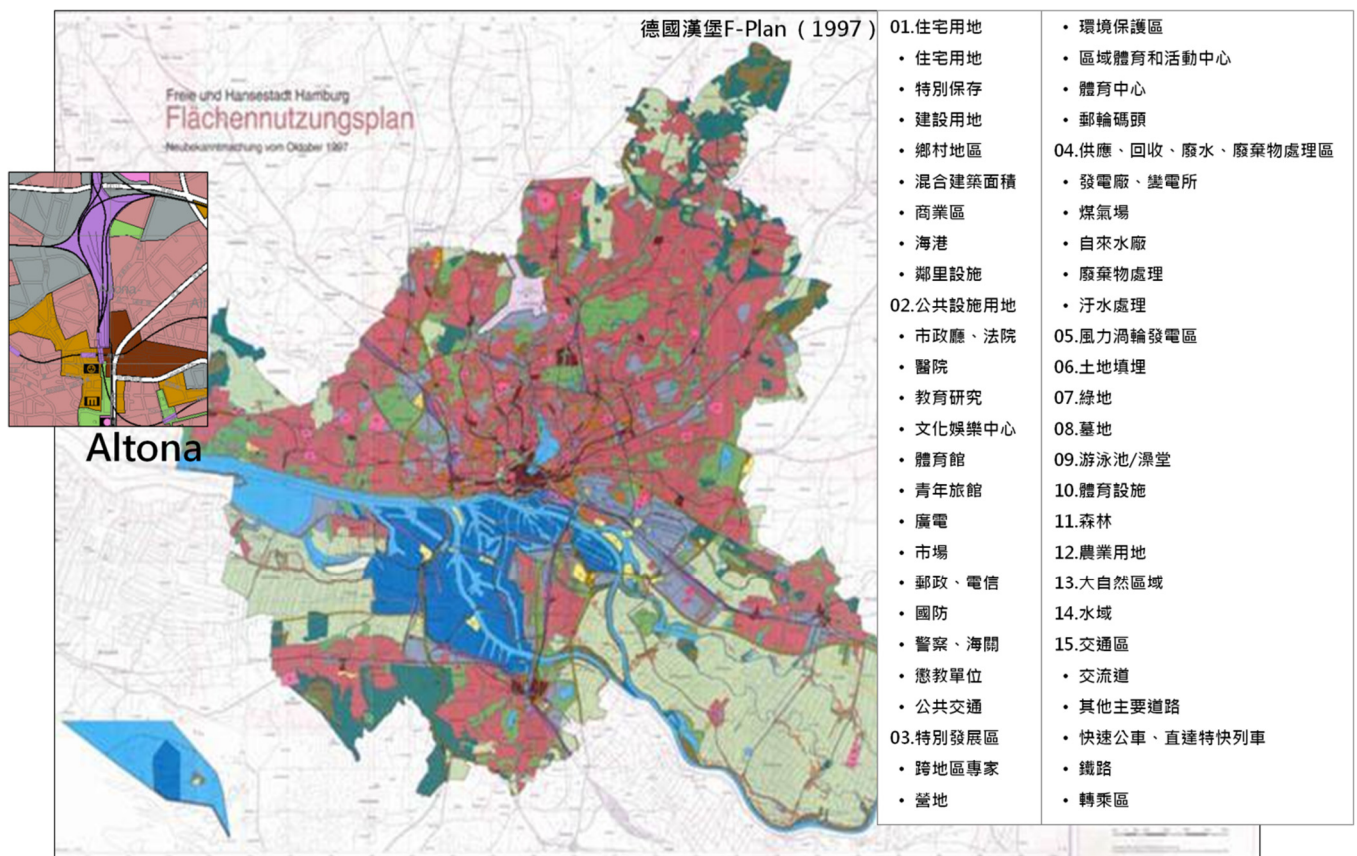 德國漢堡F-Plan（1997）
Freie und Hansestadt Hamburg
Flächennutzungsplan
Neubekanntmachung vom Oktober 1997
Altona
01.住宅用地
• 住宅用地
• 特別保存
• 建設用地
• 鄉村地區
• 混合建築面積
• 商業區
• 海港
• 鄰里設施
02.公共設施用地
• 市政廳、法院
• 醫院
• 教育研究
• 文化娛樂中心
• 體育館
• 青年旅館
• 廣電
• 市場
• 郵政、電信
• 國防
• 警察、海關
• 懲教單位
• 公共交通
03.特別發展區
• 跨地區專家
• 營地
• 環境保護區
• 區域體育和活動中心
• 體育中心
• 郵輪碼頭
04.供應、回收、廢水、廢棄物處理區
• 發電廠、變電所
• 煤氣場
• 自來水廠
• 廢棄物處理
• 汙水處理
05.風力渦輪發電區
06.土地填埋
07.綠地
08.墓地
09.游泳池/澡堂
10.體育設施
11.森林
12.農業用地
13.大自然區域
14.水域
15.交通區
• 交流道
• 其他主要道路
• 快速公車、直達特快列車
• 鐵路
• 轉乘區